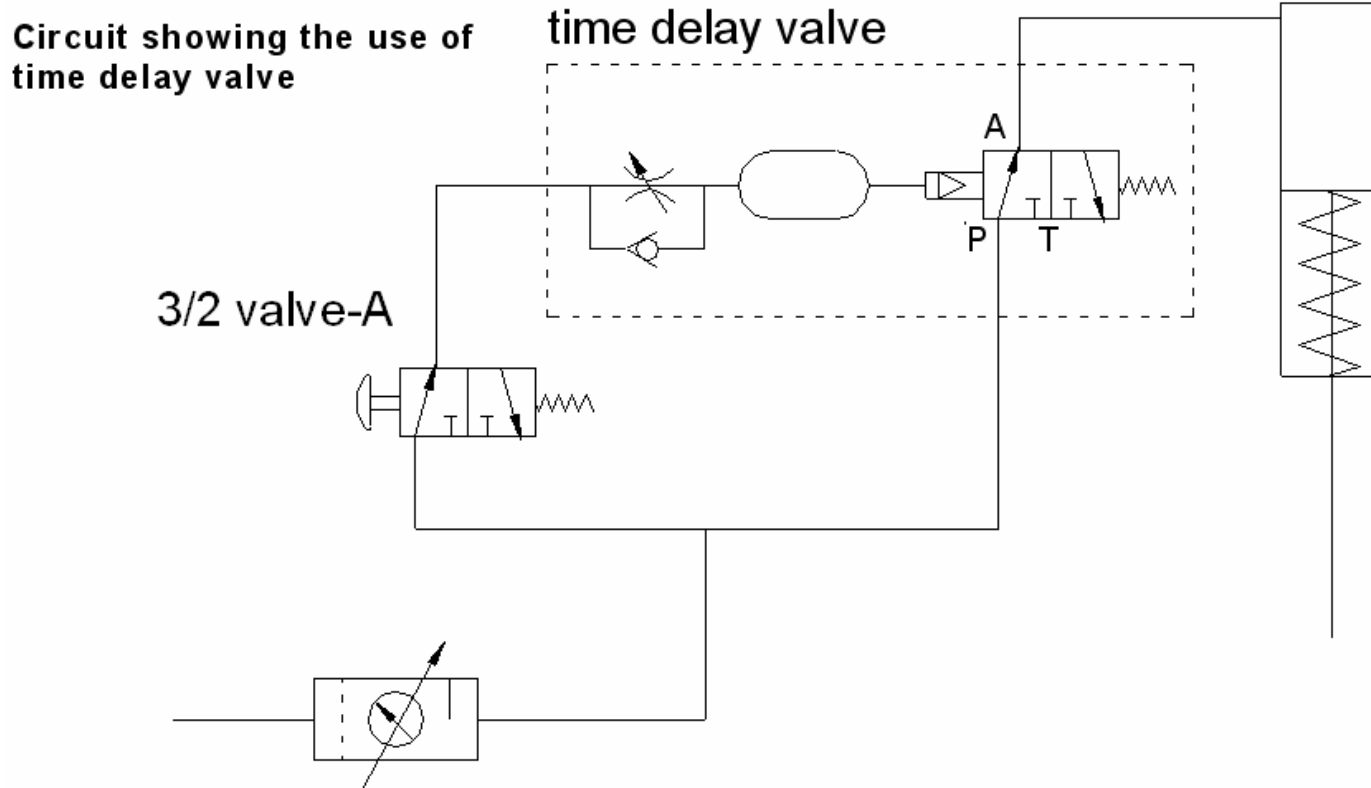 Circuit showing the use of
time delay valve
time delay valve
A
P
T
3/2 valve-A